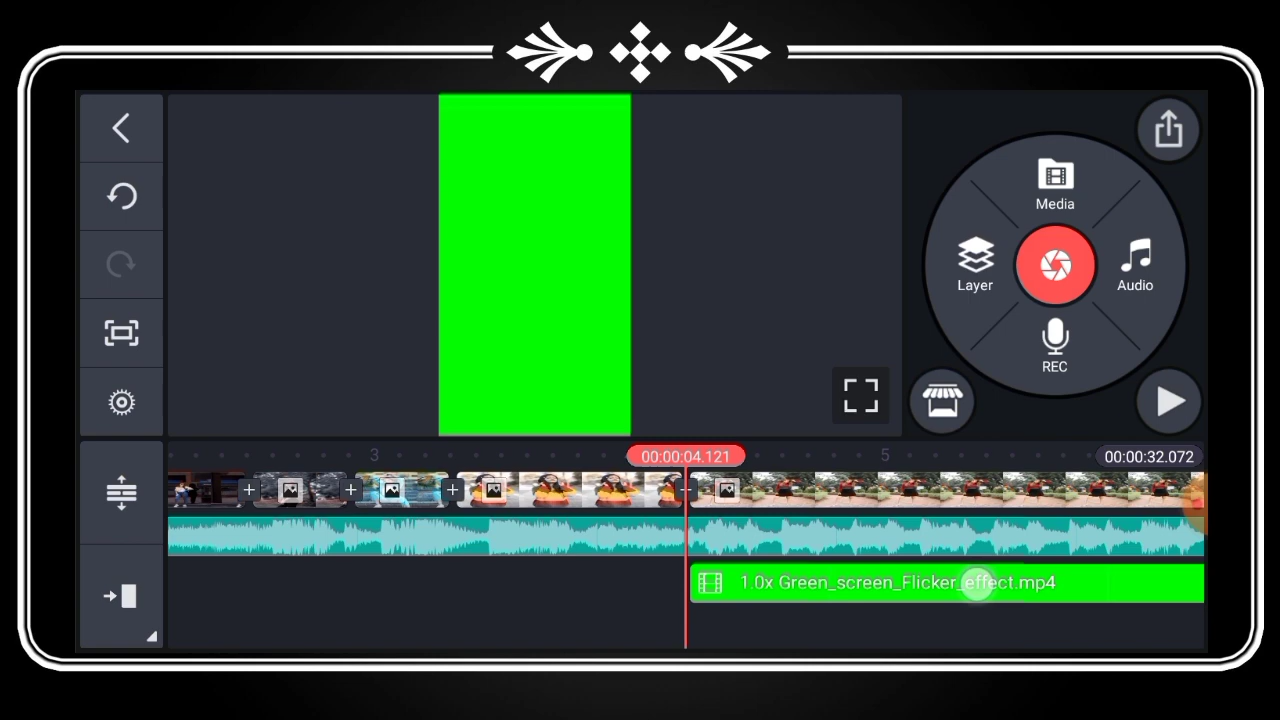 Media
Layer
Audio
REC
3
00:00:04.121
5
00:00:32.072
1.0x Green_screen_Flicker_effect.mp4